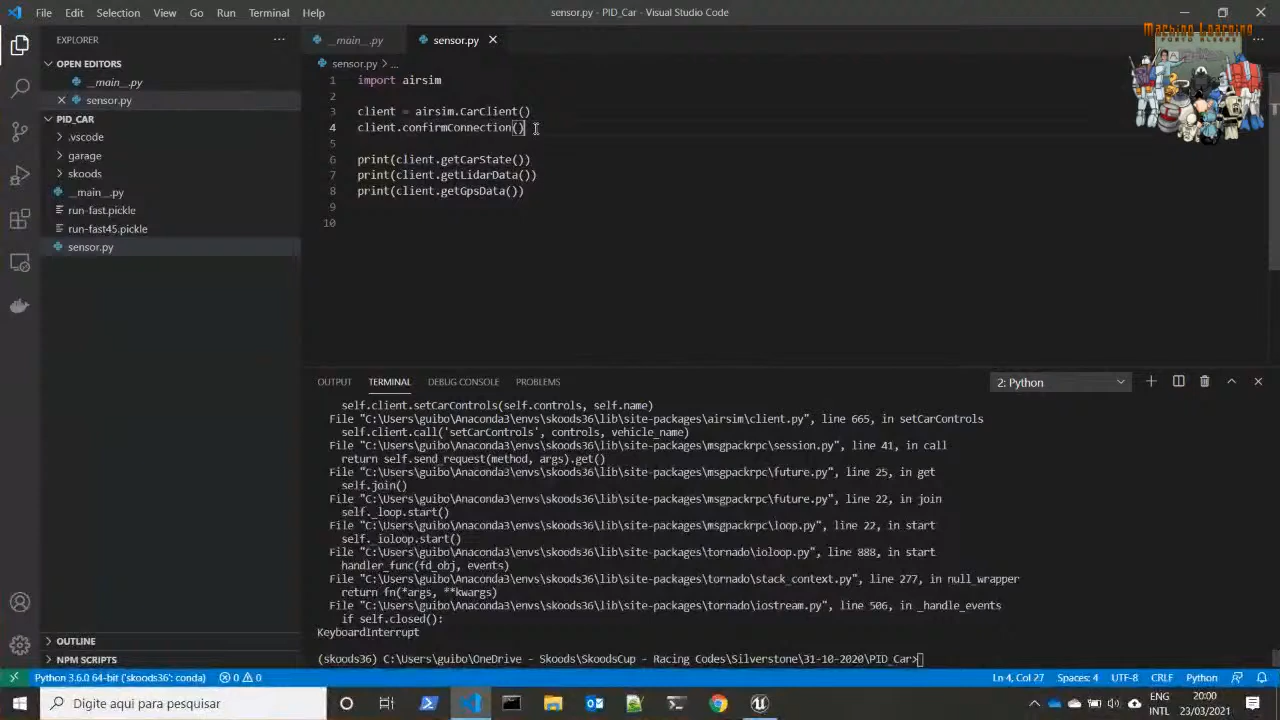 File Edit Selection View Go Run Terminal Help
sensor.py - PID_Car - Visual Studio Code
Machine Learning
PORTO ALEGRE
EXPLORER
OPEN EDITORS
__main__.py
sensor.py
PID_CAR
.vscode
garage
skoods
__main__.py
run-fast.pickle
run-fast45.pickle
sensor.py
OUTLINE
NPM SCRIPTS
__main__.py
sensor.py
sensor.py > ...
1 import airsim
2
3 client = airsim.CarClient()
4 client.confirmConnection()
5
6 print(client.getCarState())
7 print(client.getLidarData())
8 print(client.getGpsData())
9
10
OUTPUT TERMINAL DEBUG CONSOLE PROBLEMS
2: Python
self.client.setCarControls(self.controls, self.name)
File "C:\Users\guibo\Anaconda3\envs\skoods36\lib\site-packages\airsim\client.py", line 665, in setCarControls
self.client.call('setCarControls', controls, vehicle_name)
File "C:\Users\guibo\Anaconda3\envs\skoods36\lib\site-packages\msgpackrpc\session.py", line 41, in call
return self.send_request(method, args).get()
File "C:\Users\guibo\Anaconda3\envs\skoods36\lib\site-packages\msgpackrpc\future.py", line 25, in get
self.join()
File "C:\Users\guibo\Anaconda3\envs\skoods36\lib\site-packages\msgpackrpc\future.py", line 22, in join
self._loop.start()
File "C:\Users\guibo\Anaconda3\envs\skoods36\lib\site-packages\msgpackrpc\loop.py", line 22, in start
self._ioloop.start()
File "C:\Users\guibo\Anaconda3\envs\skoods36\lib\site-packages\tornado\ioloop.py", line 888, in start
handler_func(fd_obj, events)
File "C:\Users\guibo\Anaconda3\envs\skoods36\lib\site-packages\tornado\stack_context.py", line 277, in null_wrapper
return fn(*args, **kwargs)
File "C:\Users\guibo\Anaconda3\envs\skoods36\lib\site-packages\tornado\iostream.py", line 506, in _handle_events
if self.closed():
KeyboardInterrupt
(skoods36) C:\Users\guibo\OneDrive - Skoods\SkoodsCup - Racing Codes\Silverstone\31-10-2020\PID_Car>
Python 3.6.0 64-bit ('skoods36': conda) 0 0
Ln 4, Col 27 Spaces: 4 UTF-8 CRLF Python
Digite aqui para pesquisar
ENG
INTL
20:00
23/03/2021